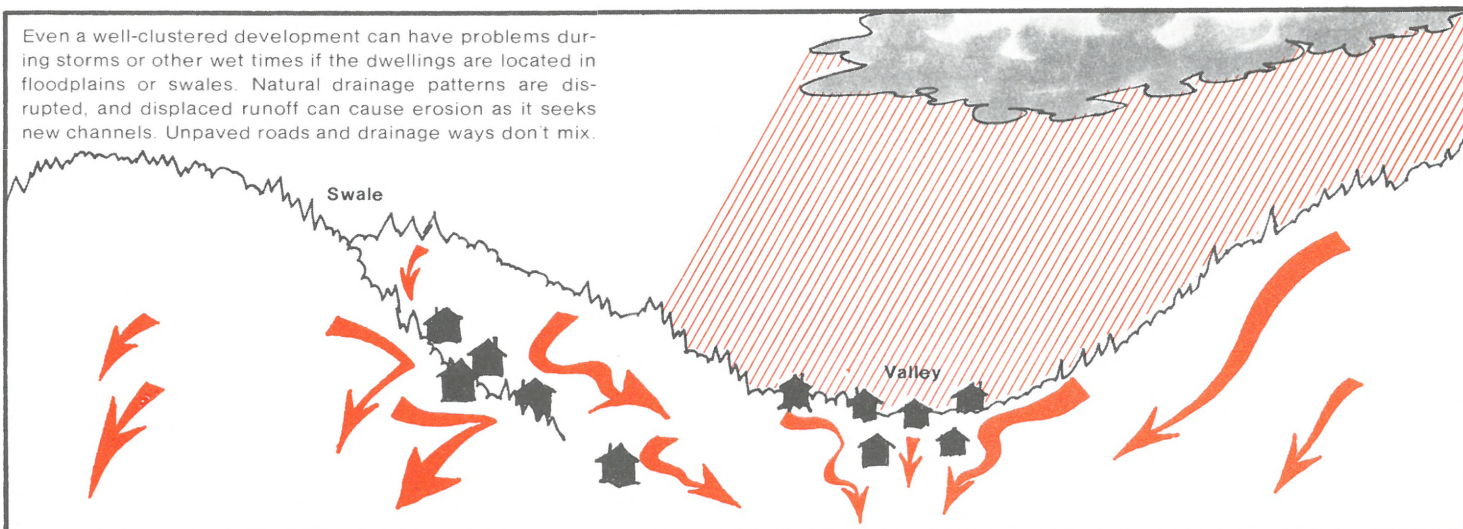 Even a well-clustered development can have problems dur-
ing storms or other wet times if the dwellings are located in
floodplains or swales. Natural drainage patterns are dis-
rupted, and displaced runoff can cause erosion as it seeks
new channels. Unpaved roads and drainage ways don't mix.
Swale
Valley